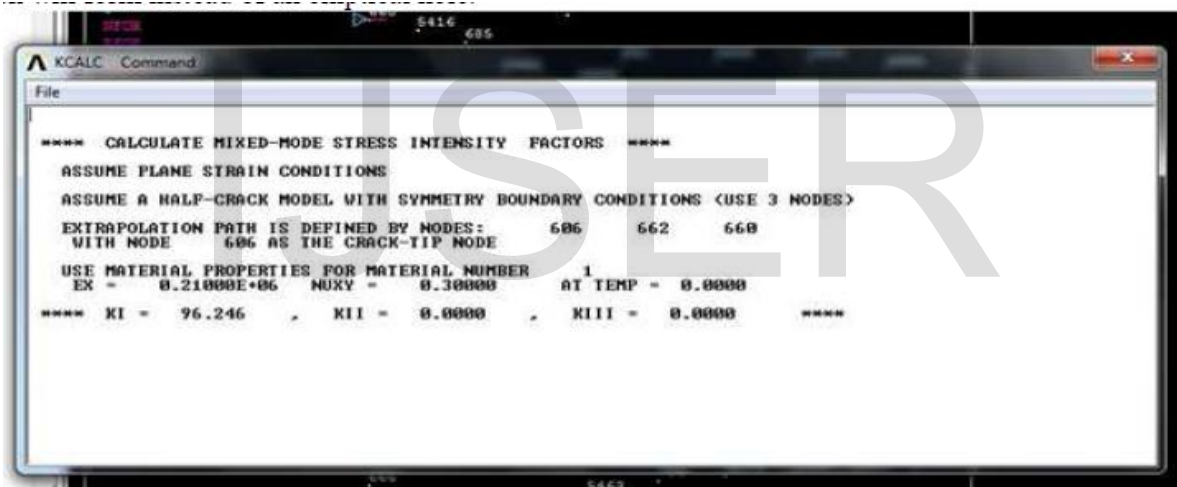 5416
685
KCALC Command
File
**** CALCULATE MIXED-MODE STRESS INTENSITY FACTORS ****
ASSUME PLANE STRAIN CONDITIONS
ASSUME A HALF-CRACK MODEL WITH SYMMETRY BOUNDARY CONDITIONS (USE 3 NODES)
EXTRAPOLATION PATH IS DEFINED BY NODES: 606 662 660
WITH NODE 606 AS THE CRACK-TIP NODE
USE MATERIAL PROPERTIES FOR MATERIAL NUMBER 1
EX = 0.21000E+06 NUXY = 0.30000 AT TEMP = 0.0000
**** KI = 96.246 , KII = 0.0000 , KIII = 0.0000 ****
IJSER